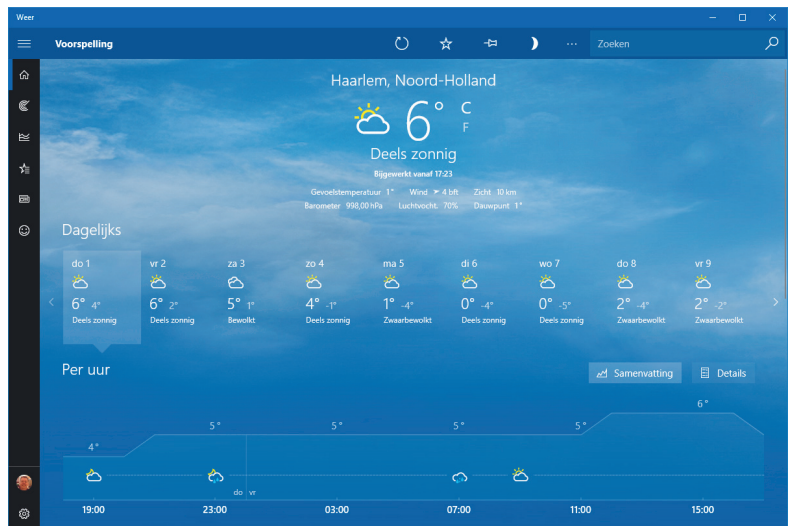 Weer
Voorspelling
Zoeken
Haarlem, Noord-Holland
6° C
F
Deels zonnig
Bijgewerkt vanaf 17:23
Gevoelstemperatuur 1° Wind 4 bft Zicht 10 km
Barometer 998,00 hPa Luchtvocht. 70% Dauwpunt 1°
Dagelijks
do 1 vr 2 za 3 zo 4 ma 5 di 6 wo 7 do 8 vr 9
6° 4° 6° 2° 5° 1° 4° -1° 1° -4° 0° -4° 0° -5° 2° -4° 2° -2°
Deels zonnig Deels zonnig Bewolkt Deels zonnig Zwaarbewolkt Deels zonnig Deels zonnig Zwaarbewolkt Zwaarbewolkt
Per uur
Samenvatting Details
4° 5° 5° 5° 5° 6°
do vr
19:00 23:00 03:00 07:00 11:00 15:00